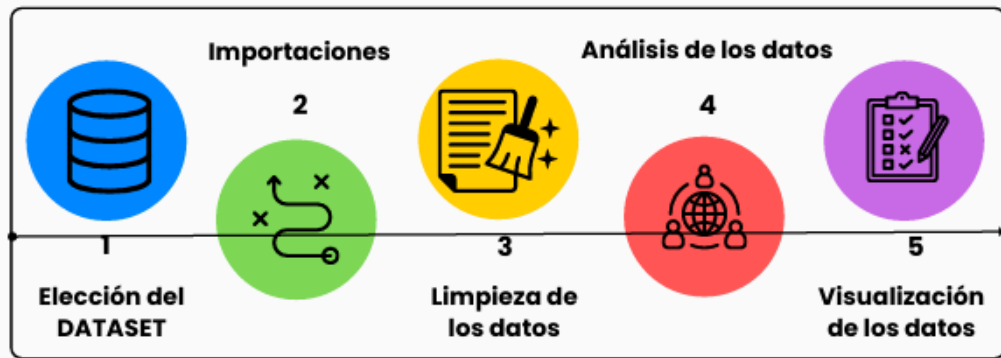 1
Elección del
DATASET
Importaciones
2
3
Limpieza de
los datos
Análisis de los datos
4
5
Visualización
de los datos